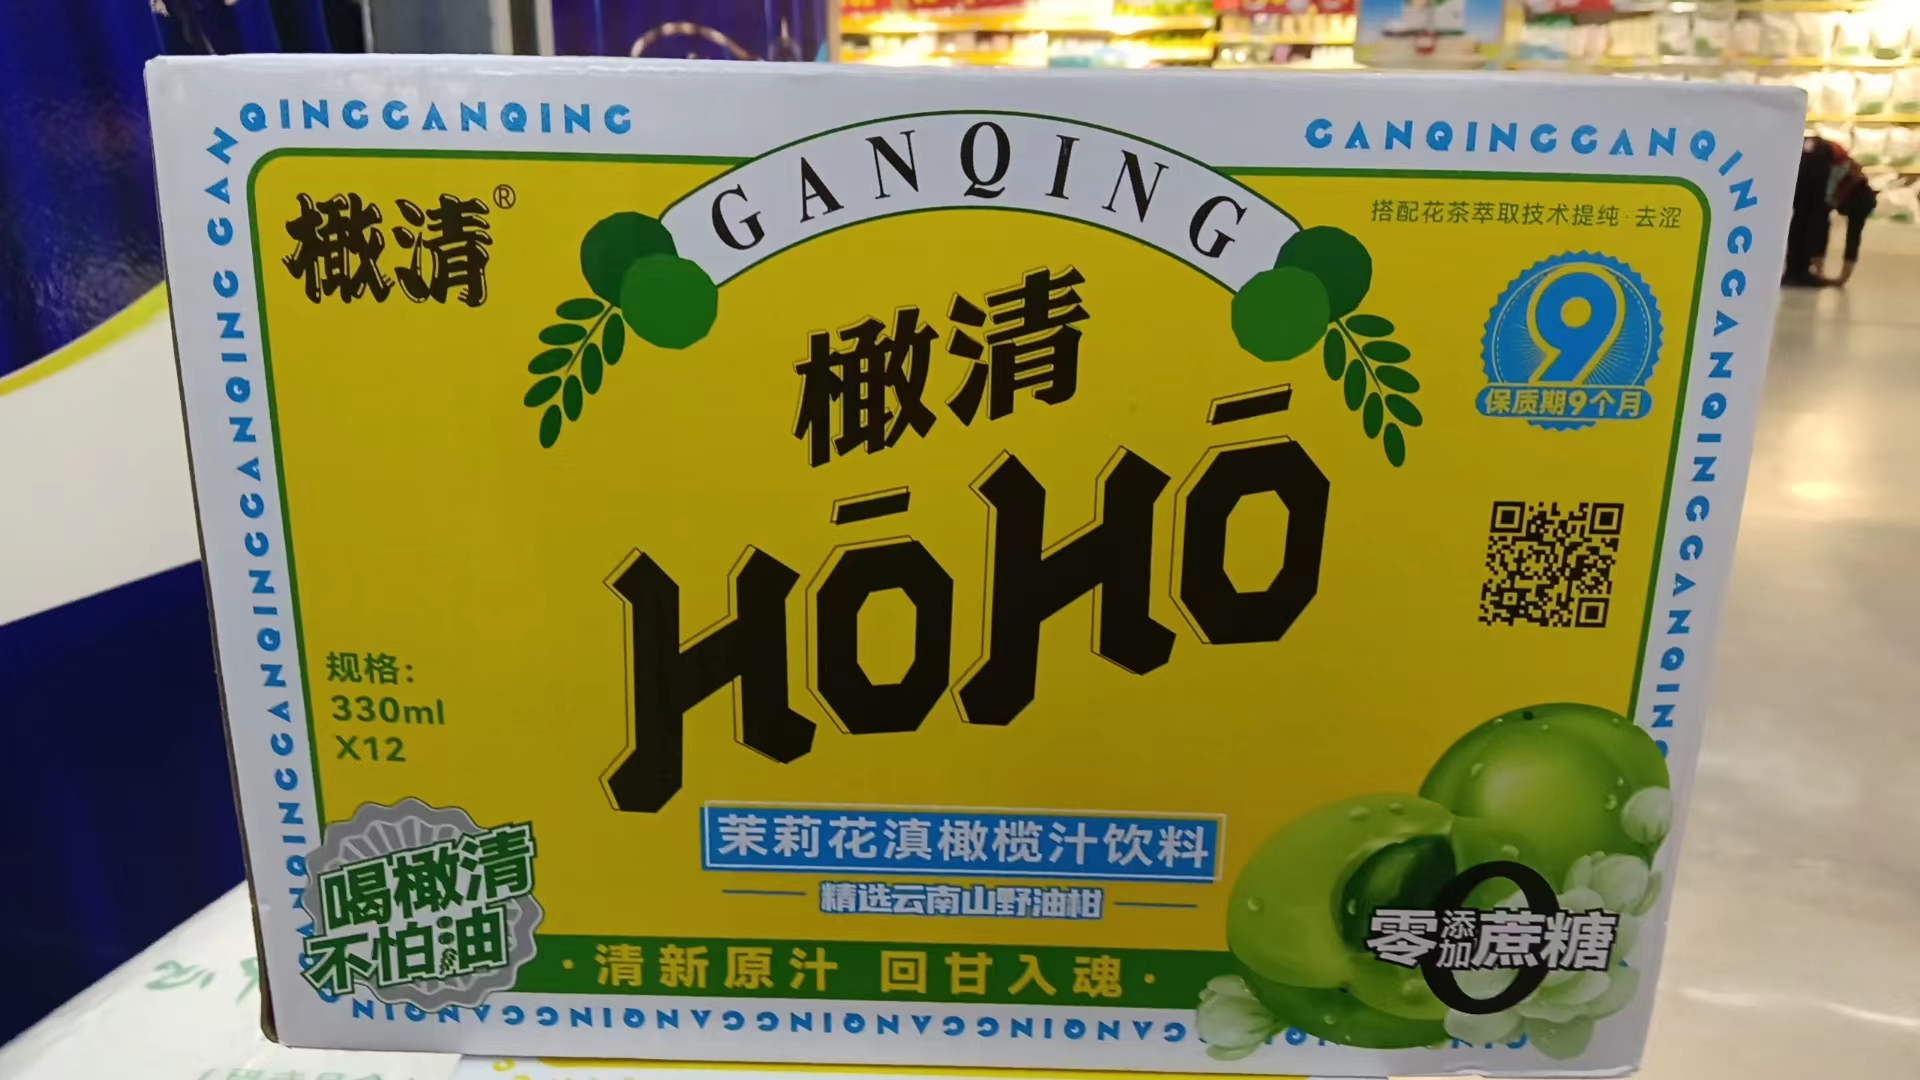 QINGGANQING
GANQINGGANQING
GANQING
橄清®
搭配花茶萃取技术提纯·去涩
9
保质期9个月
橄清
HŌHŌ
规格：
330ml
X12
茉莉花滇橄榄汁饮料
精选云南山野油柑
喝橄清
不怕油
·清新原汁 回甘入魂·
0
零添加蔗糖